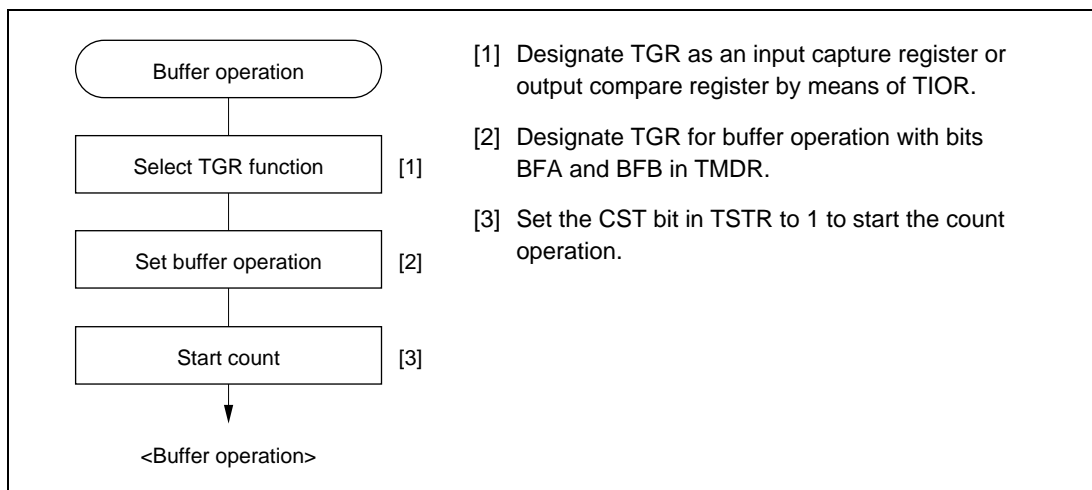 Buffer operation
Select TGR function
[1]
Set buffer operation
[2]
Start count
[3]
<Buffer operation>
[1] Designate TGR as an input capture register or
output compare register by means of TIOR.
[2] Designate TGR for buffer operation with bits
BFA and BFB in TMDR.
[3] Set the CST bit in TSTR to 1 to start the count
operation.